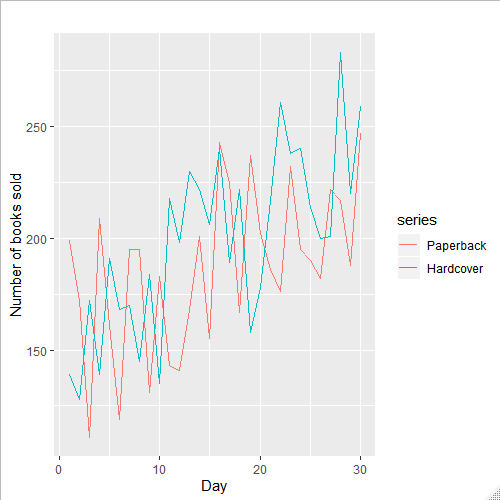 250
200
150
0
10
20
30
Day
Number of books sold
series
Paperback
Hardcover